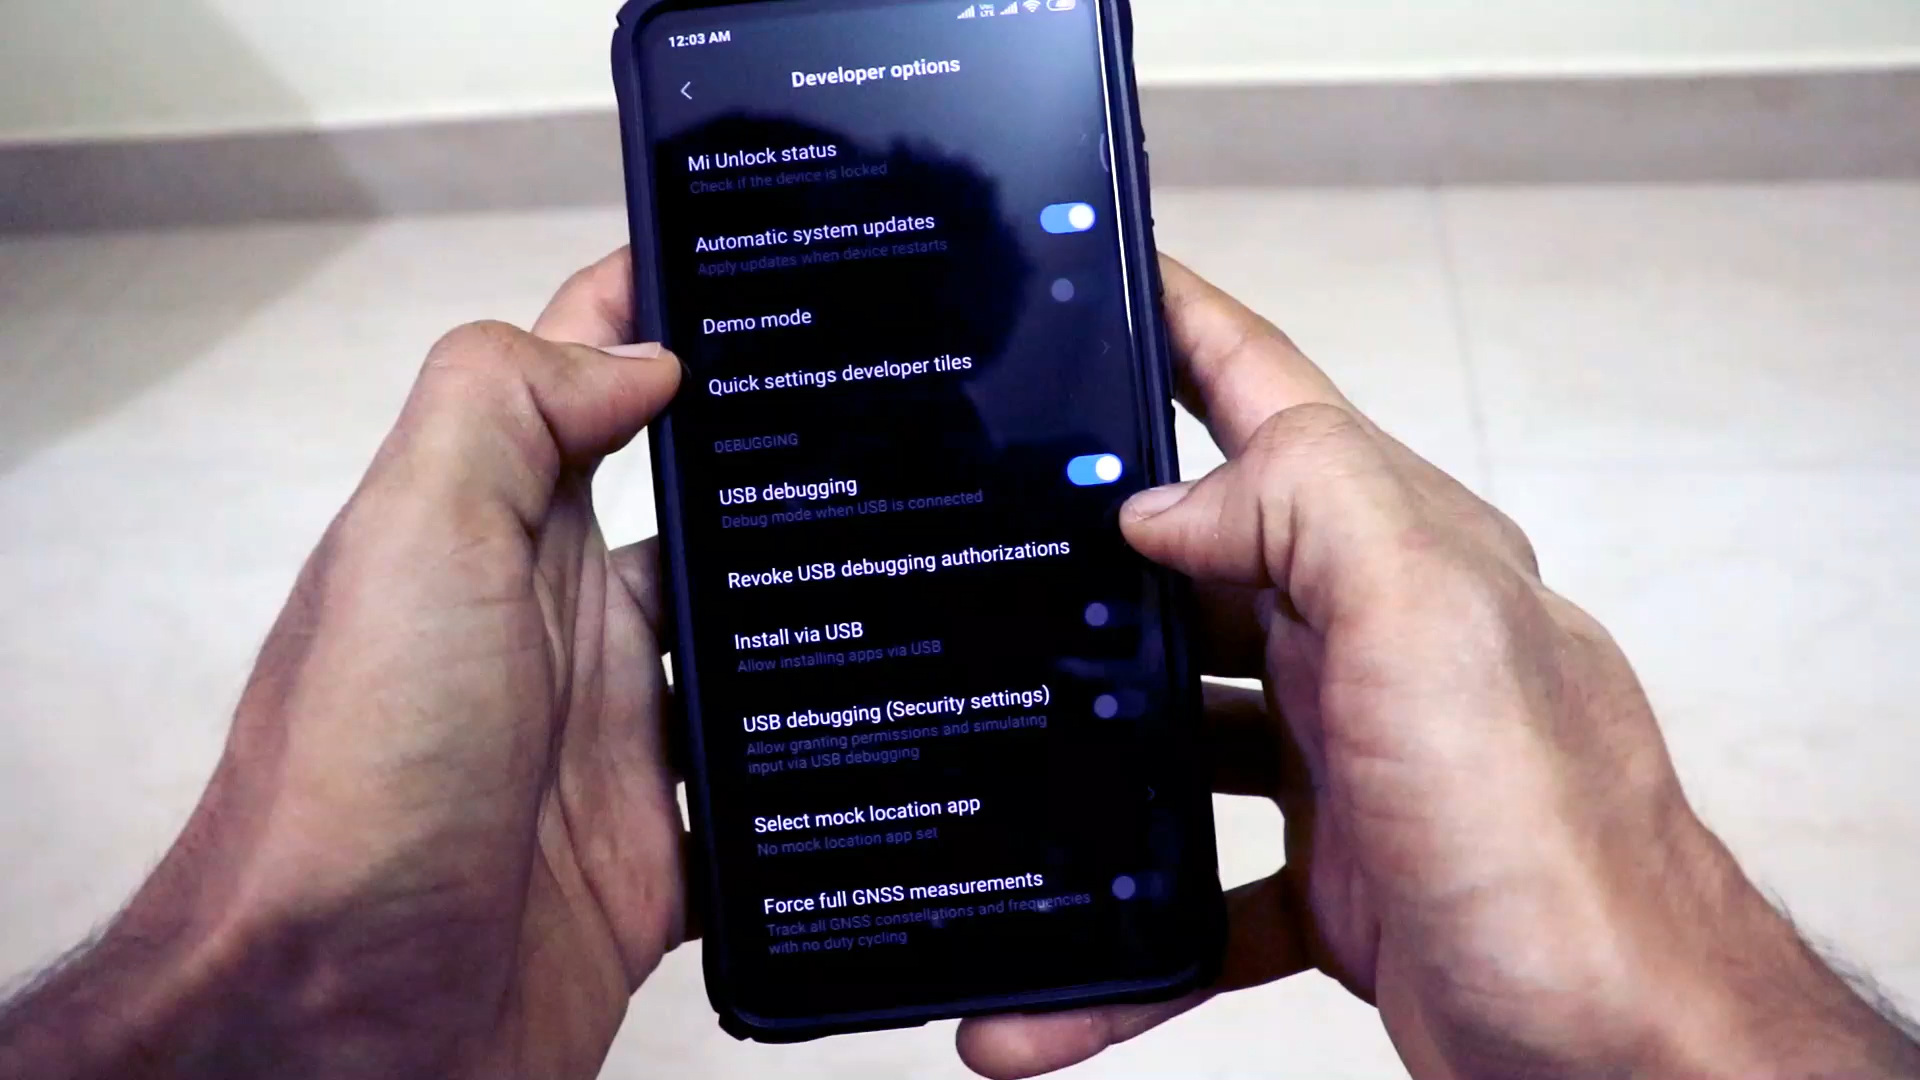 12:03 AM
Vo
LTE
Developer options
Mi Unlock status
Check if the device is locked
Automatic system updates
Apply updates when device restarts
Demo mode
Quick settings developer tiles
DEBUGGING
USB debugging
Debug mode when USB is connected
Revoke USB debugging authorizations
Install via USB
Allow installing apps via USB
USB debugging (Security settings)
Allow granting permissions and simulating
input via USB debugging
Select mock location app
No mock location app set
Force full GNSS measurements
Track all GNSS constellations and frequencies
with no duty cycling